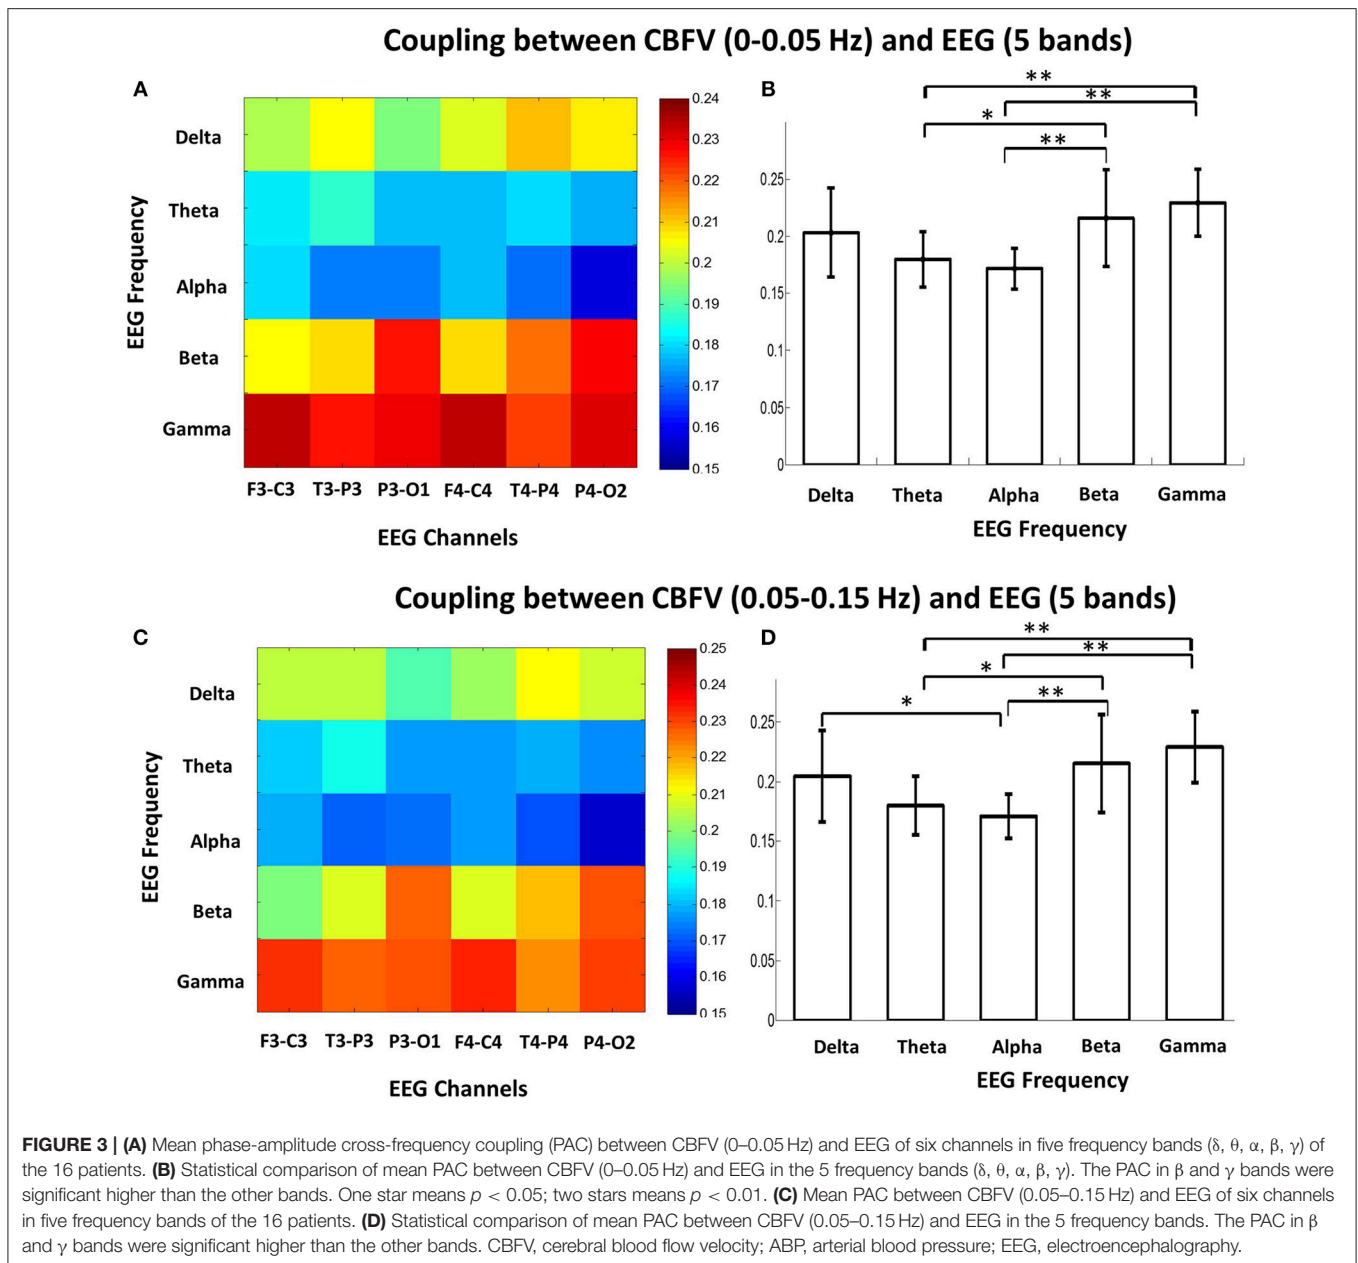 Coupling between CBFV (0-0.05 Hz) and EEG (5 bands)
A
EEG Frequency
Delta
Theta
Alpha
Beta
Gamma
F3-C3 T3-P3 P3-O1 F4-C4 T4-P4 P4-O2
EEG Channels
0.24
0.23
0.22
0.21
0.2
0.19
0.18
0.17
0.16
0.15
B
**
**
*
**
0.25
0.2
0.15
0.1
0.05
0
Delta Theta Alpha Beta Gamma
EEG Frequency
Coupling between CBFV (0.05-0.15 Hz) and EEG (5 bands)
C
EEG Frequency
Delta
Theta
Alpha
Beta
Gamma
F3-C3 T3-P3 P3-O1 F4-C4 T4-P4 P4-O2
EEG Channels
0.25
0.24
0.23
0.22
0.21
0.2
0.19
0.18
0.17
0.16
0.15
D
**
**
*
**
*
0.25
0.2
0.15
0.1
0.05
0
Delta Theta Alpha Beta Gamma
EEG Frequency
FIGURE 3 | (A) Mean phase-amplitude cross-frequency coupling (PAC) between CBFV (0–0.05 Hz) and EEG of six channels in five frequency bands (δ, θ, α, β, γ) of
the 16 patients. (B) Statistical comparison of mean PAC between CBFV (0–0.05 Hz) and EEG in the 5 frequency bands (δ, θ, α, β, γ). The PAC in β and γ bands were
significant higher than the other bands. One star means p < 0.05; two stars means p < 0.01. (C) Mean PAC between CBFV (0.05–0.15 Hz) and EEG of six channels
in five frequency bands of the 16 patients. (D) Statistical comparison of mean PAC between CBFV (0.05–0.15 Hz) and EEG in the 5 frequency bands. The PAC in β
and γ bands were significant higher than the other bands. CBFV, cerebral blood flow velocity; ABP, arterial blood pressure; EEG, electroencephalography.